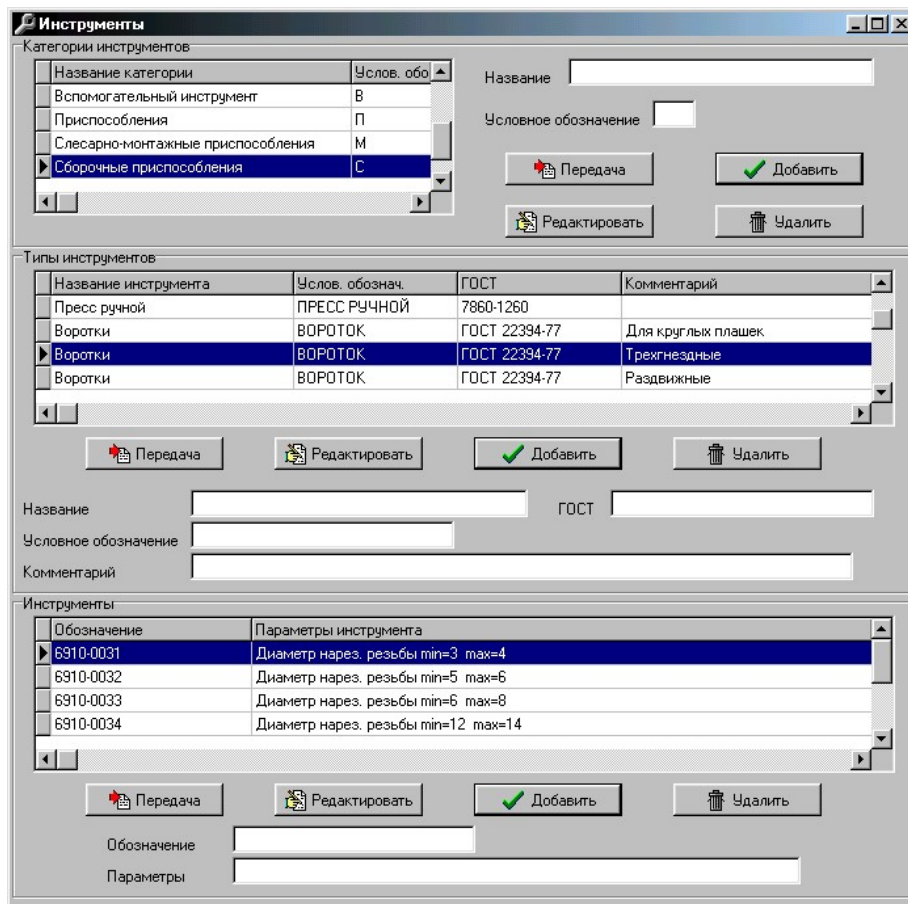 Инструменты
Категории инструментов
Название категории Услов. обо
Вспомогательный инструмент В
Приспособления П
Слесарно-монтажные приспособления М
Сборочные приспособления С
Название
Условное обозначение
Передача Добавить
Редактировать Удалить
Типы инструментов
Название инструмента Услов. обознач. ГОСТ Комментарий
Пресс ручной ПРЕСС РУЧНОЙ 7860-1260
Воротки ВОРОТОК ГОСТ 22394-77 Для круглых плашек
Воротки ВОРОТОК ГОСТ 22394-77 Трехгнездные
Воротки ВОРОТОК ГОСТ 22394-77 Раздвижные
Передача Редактировать Добавить Удалить
Название ГОСТ
Условное обозначение
Комментарий
Инструменты
Обозначение Параметры инструмента
6910-0031 Диаметр нарез. резьбы min=3 max=4
6910-0032 Диаметр нарез. резьбы min=5 max=6
6910-0033 Диаметр нарез. резьбы min=6 max=8
6910-0034 Диаметр нарез. резьбы min=12 max=14
Передача Редактировать Добавить Удалить
Обозначение
Параметры